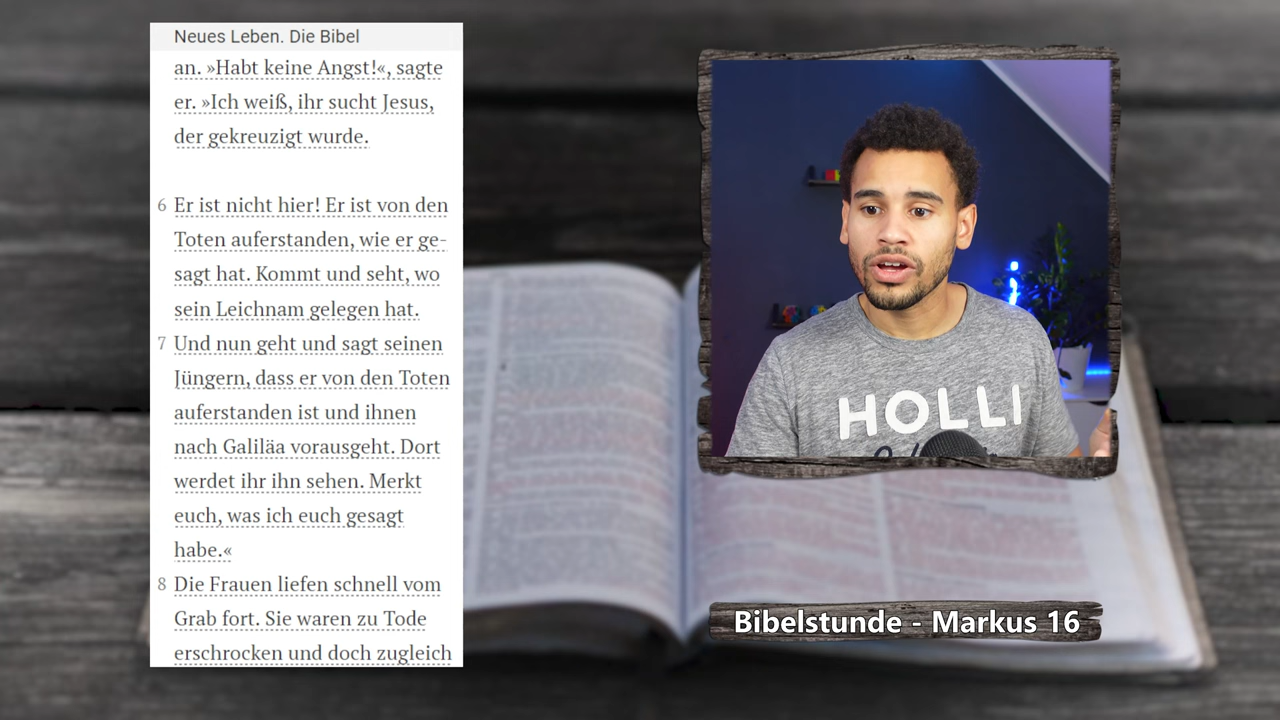 Neues Leben. Die Bibel
an. »Habt keine Angst!«, sagte
er. »Ich weiß, ihr sucht Jesus,
der gekreuzigt wurde.
6 Er ist nicht hier! Er ist von den
Toten auferstanden, wie er ge-
sagt hat. Kommt und seht, wo
sein Leichnam gelegen hat.
7 Und nun geht und sagt seinen
Jüngern, dass er von den Toten
auferstanden ist und ihnen
nach Galiläa vorausgeht. Dort
werdet ihr ihn sehen. Merkt
euch, was ich euch gesagt
habe.«
8 Die Frauen liefen schnell vom
Grab fort. Sie waren zu Tode
erschrocken und doch zugleich
HOLLI
Bibelstunde - Markus 16